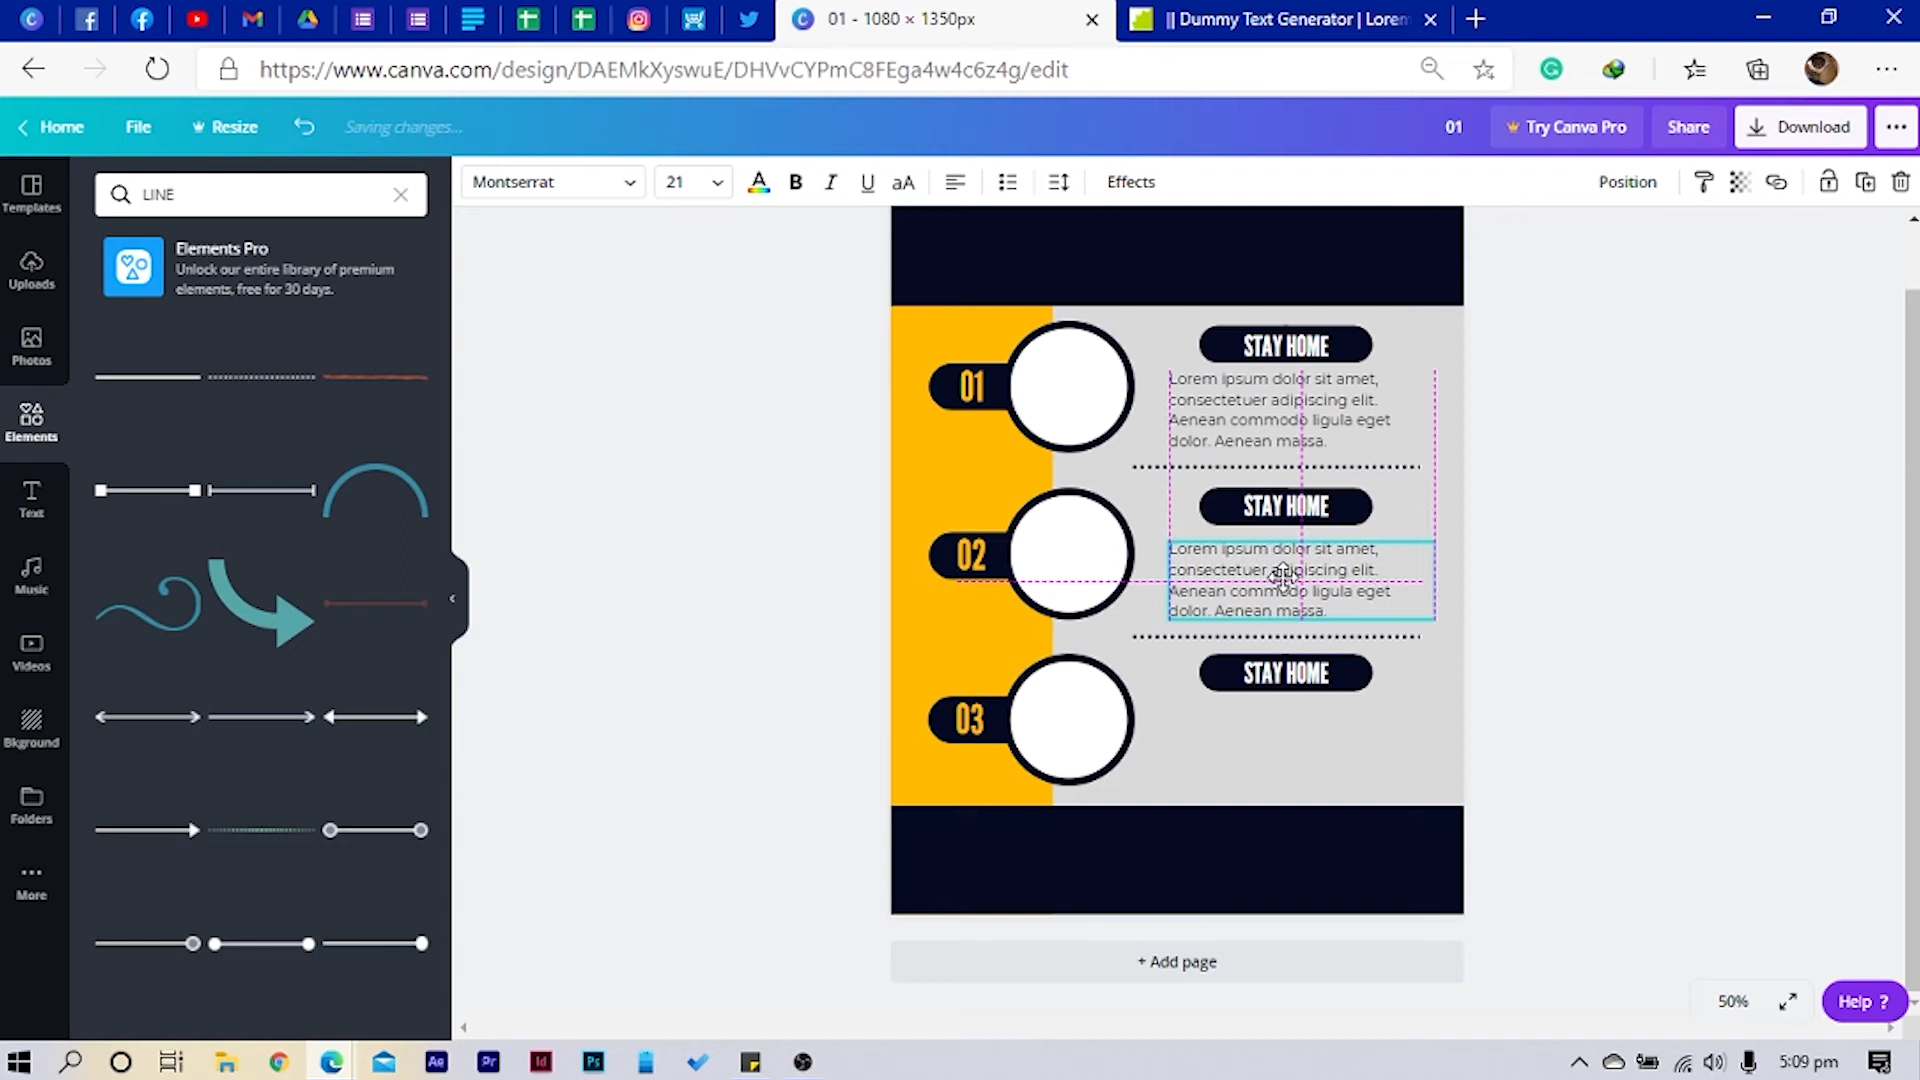 01 - 1080 × 1350px
|| Dummy Text Generator | Lorem
https://www.canva.com/design/DAEMkXyswuE/DHVvCYPmC8FEga4w4c6z4g/edit
Home
File
Resize
Saving changes...
01
Try Canva Pro
Share
Download
Templates
Uploads
Photos
Elements
Text
Music
Videos
Bkground
Folders
More
LINE
Elements Pro
Unlock our entire library of premium
elements, free for 30 days.
Montserrat
21
B
I
U
aA
Effects
Position
01
STAY HOME
Lorem ipsum dolor sit amet,
consectetuer adipiscing elit.
Aenean commodo ligula eget
dolor. Aenean massa.
02
STAY HOME
Lorem ipsum dolor sit amet,
consectetuer adipiscing elit.
Aenean commodo ligula eget
dolor. Aenean massa.
03
STAY HOME
+ Add page
50%
Help ?
Ae
Pr
Id
Ps
5:09 pm